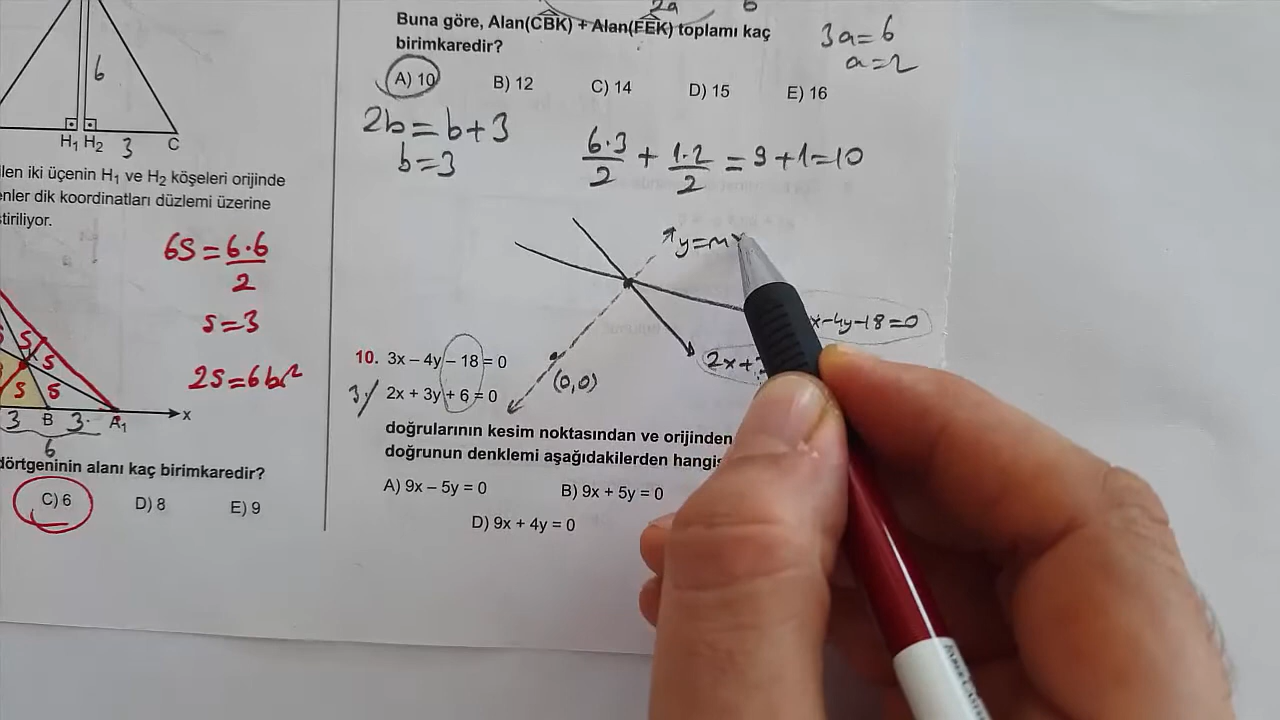 6
H₁ H₂ 3 C
len iki üçenin H₁ ve H₂ köşeleri orijinde
enler dik koordinatları düzlemi üzerine
ştiriliyor.
6S = 6·6/2
S = 3
2S = 6br²
S S S
S S
3 B 3 A₁ x
6
dörtgeninin alanı kaç birimkaredir?
C) 6 D) 8 E) 9
2a 6
Buna göre, Alan(CBK) + Alan(FEK) toplamı kaç
birimkaredir?
A) 10 B) 12 C) 14 D) 15 E) 16
3a = 6
a = 2
2b = b + 3
b = 3
6·3/2 + 1·2/2 = 9 + 1 = 10
y = mx
x - 4y - 18 = 0
2x +
(0,0)
10. 3x – 4y – 18 = 0
3/ 2x + 3y + 6 = 0
doğrularının kesim noktasından ve orijinden
doğrunun denklemi aşağıdakilerden hangis
A) 9x – 5y = 0 B) 9x + 5y = 0
D) 9x + 4y = 0